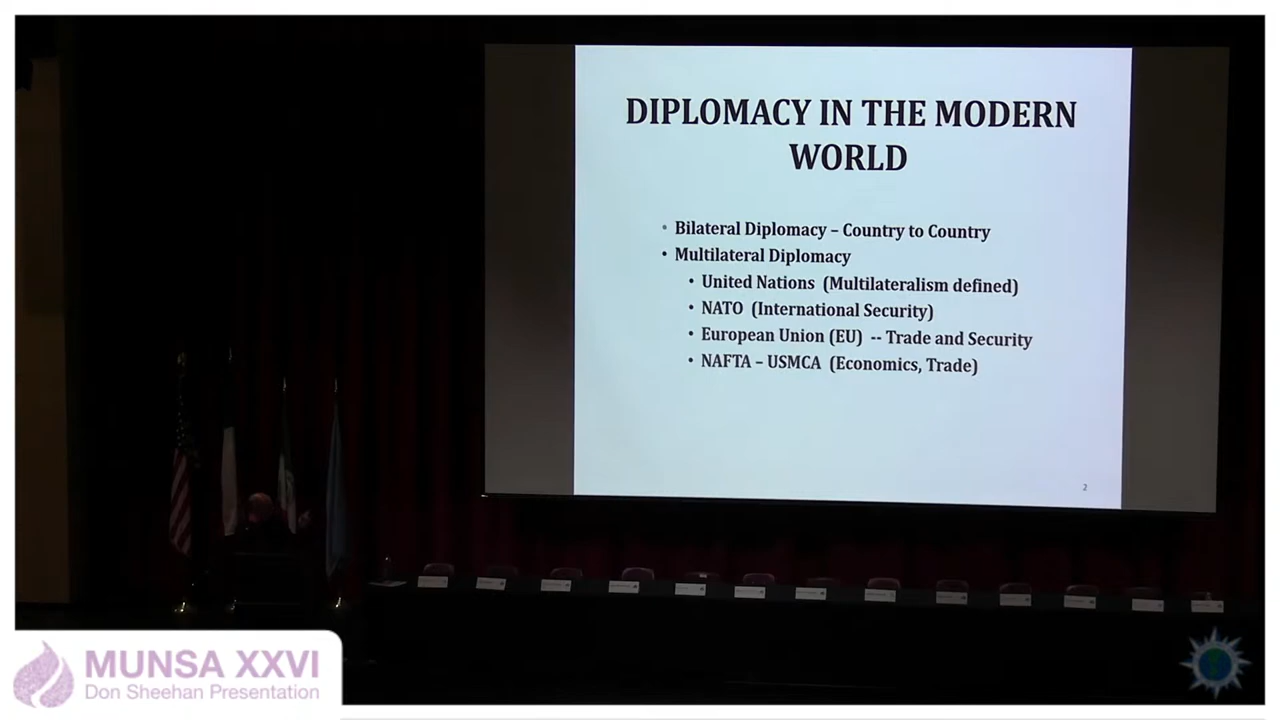 DIPLOMACY IN THE MODERN
WORLD
• Bilateral Diplomacy – Country to Country
• Multilateral Diplomacy
• United Nations (Multilateralism defined)
• NATO (International Security)
• European Union (EU) -- Trade and Security
• NAFTA – USMCA (Economics, Trade)
2
MUNSA XXVI
Don Sheehan Presentation